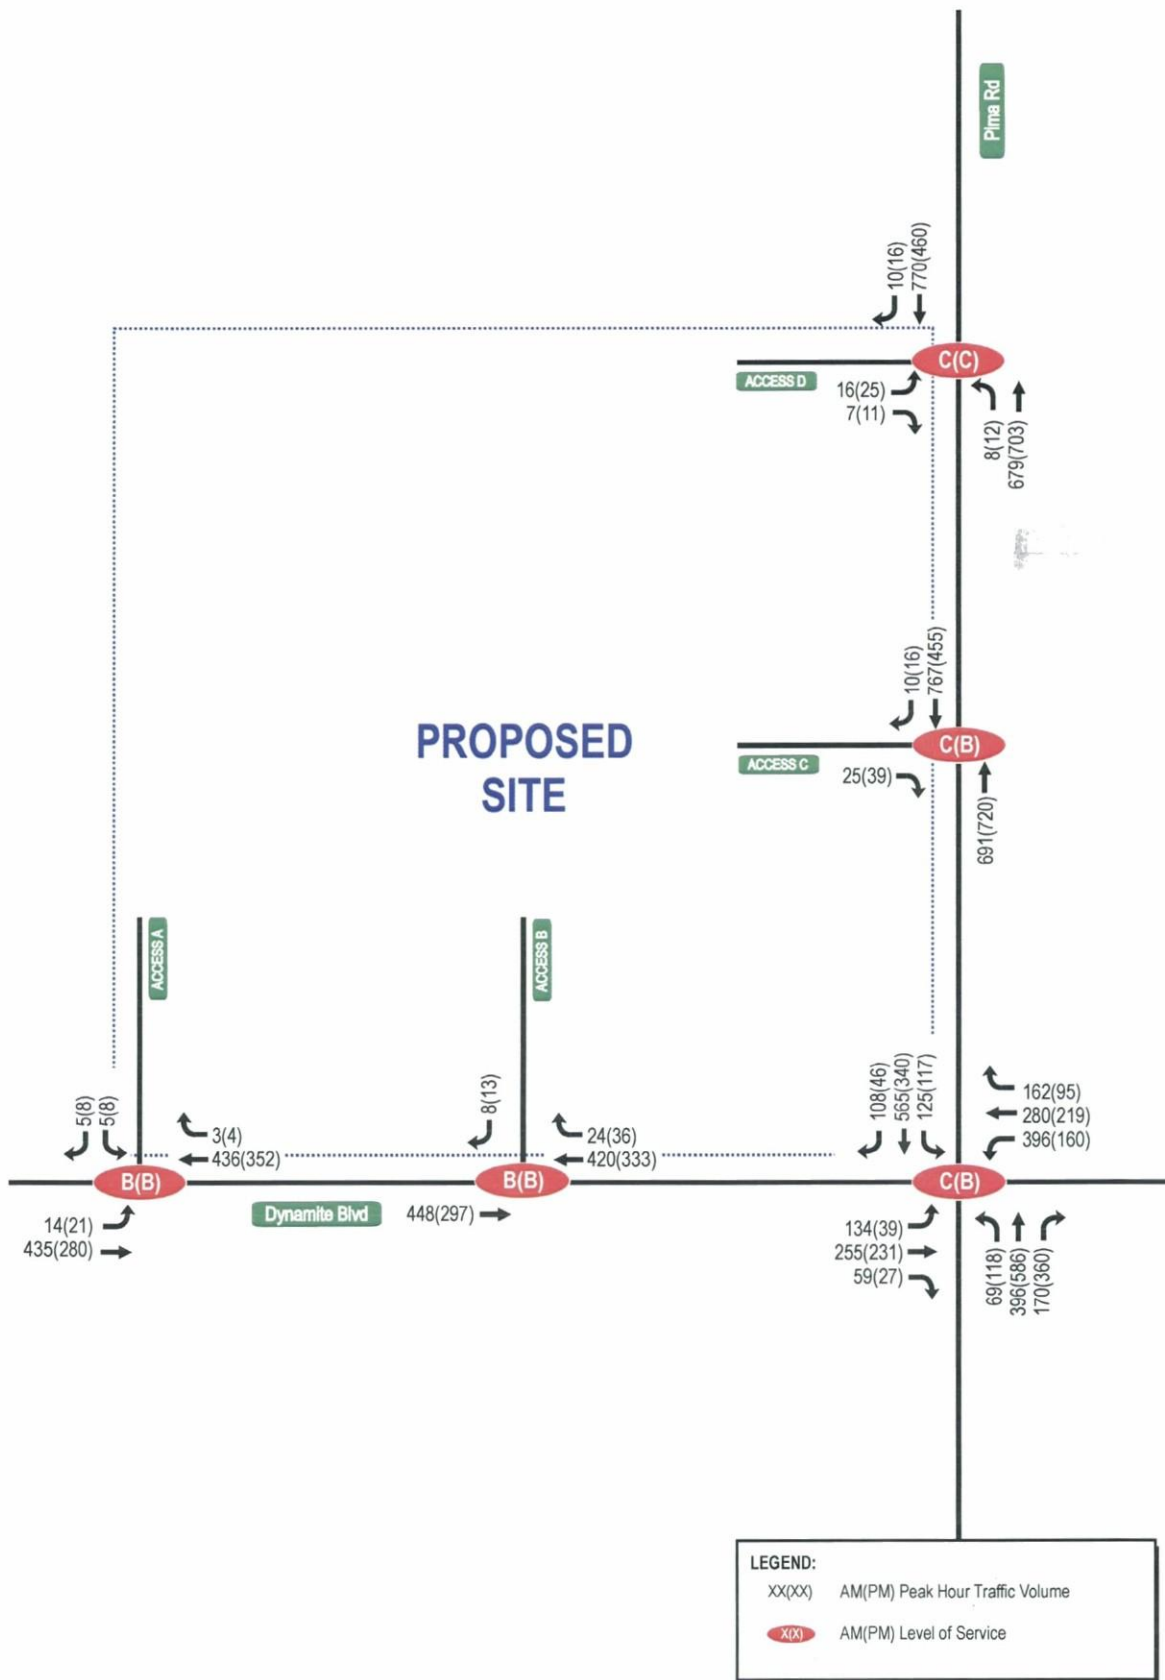 Pima Rd
10(16)
770(460)
C(C)
ACCESS D
16(25)
7(11)
8(12)
679(703)
10(16)
767(455)
PROPOSED
SITE
C(B)
ACCESS C
25(39)
691(720)
ACCESS A
ACCESS B
5(8)
5(8)
3(4)
436(352)
8(13)
24(36)
420(333)
108(46)
565(340)
125(117)
162(95)
280(219)
396(160)
B(B)
B(B)
C(B)
Dynamite Blvd
14(21)
435(280)
448(297)
134(39)
255(231)
59(27)
69(118)
396(586)
170(360)
LEGEND:
XX(XX) AM(PM) Peak Hour Traffic Volume
X(X) AM(PM) Level of Service